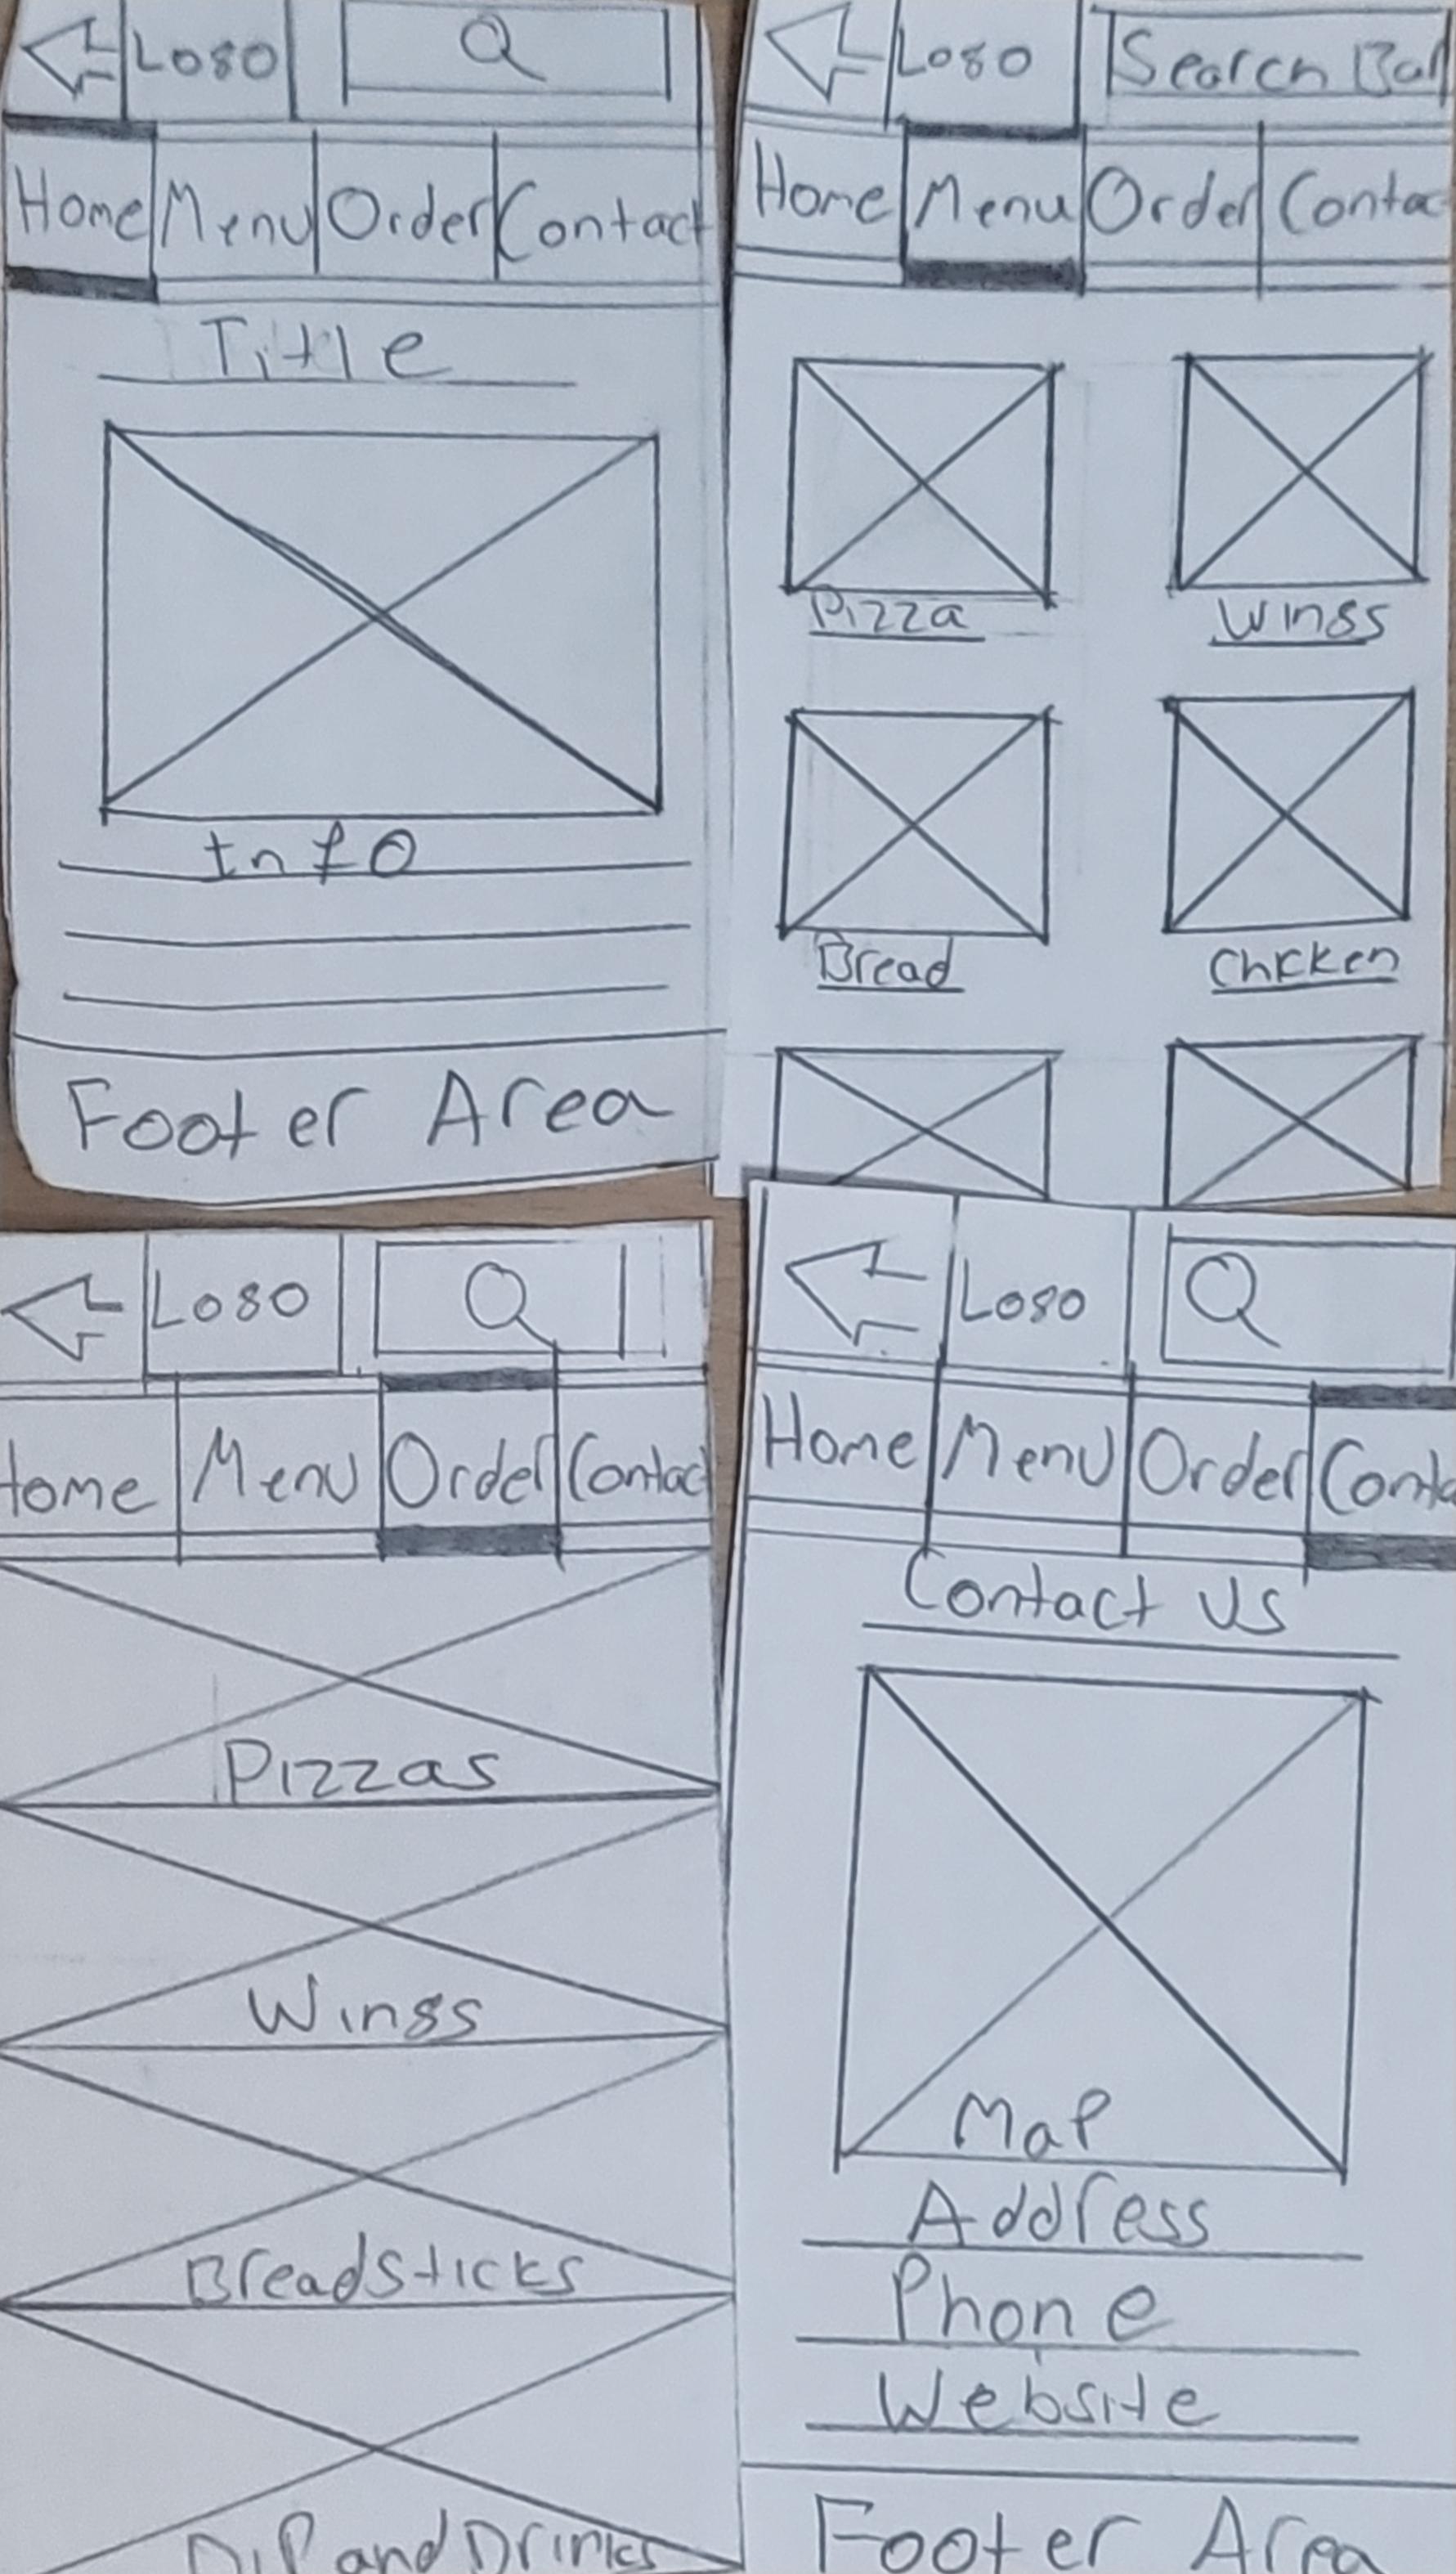 Logo
Home Menu Order Contact
Title
Info
Footer Area
Logo Search Bar
Home Menu Order Contac
Pizza Wings
Bread Chicken
Logo
Home Menu Order Contac
Pizzas
Wings
Breadsticks
Dip and Drinks
Logo
Home Menu Order Conta
Contact Us
Map
Address
Phone
Website
Footer Area